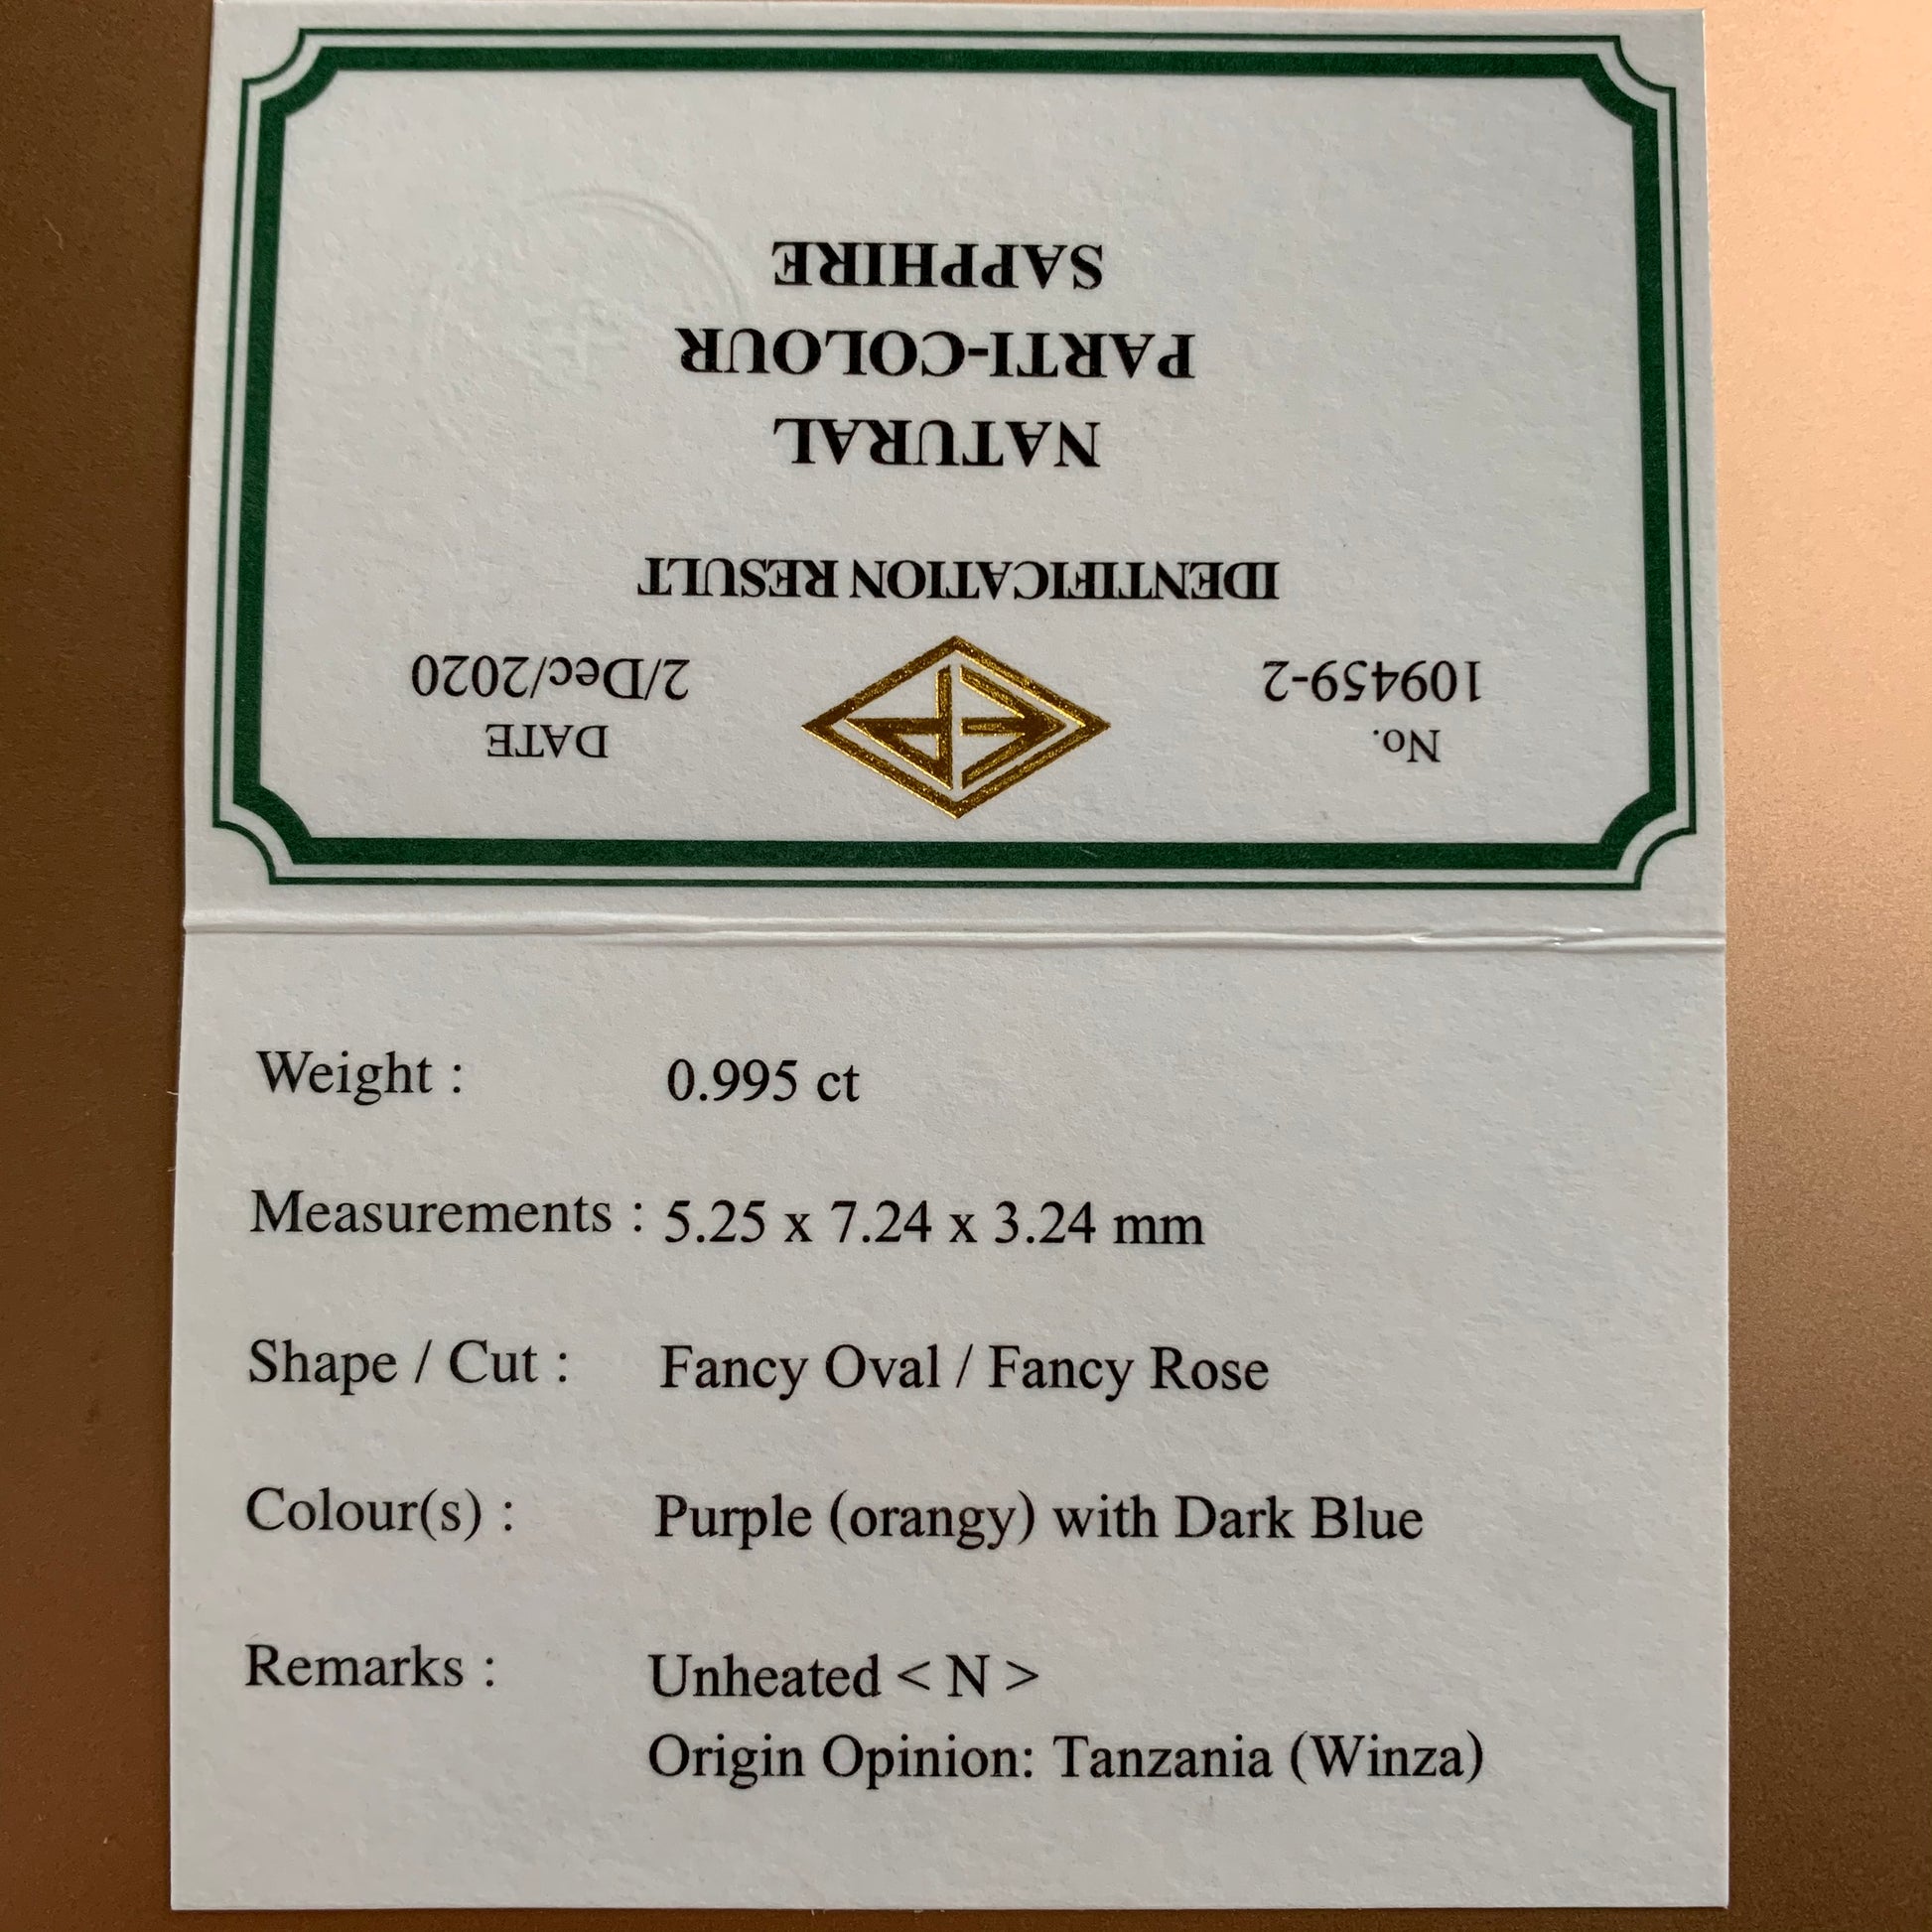 No.
109459-2
DATE
2/Dec/2020
IDENTIFICATION RESULT
NATURAL
PARTI-COLOUR
SAPPHIRE
Weight : 0.995 ct
Measurements : 5.25 x 7.24 x 3.24 mm
Shape / Cut : Fancy Oval / Fancy Rose
Colour(s) : Purple (orangy) with Dark Blue
Remarks : Unheated < N >
Origin Opinion: Tanzania (Winza)